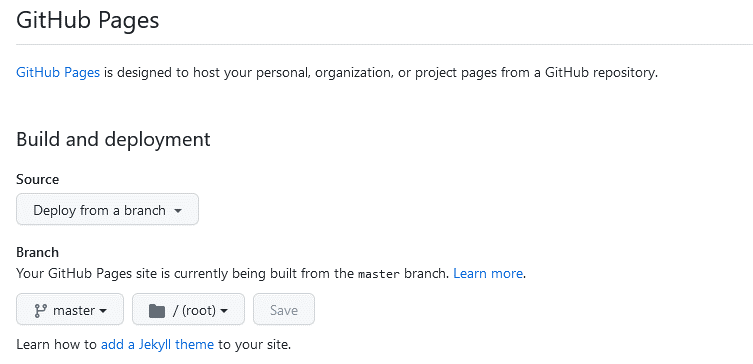 GitHub Pages
GitHub Pages is designed to host your personal, organization, or project pages from a GitHub repository.
Build and deployment
Source
Deploy from a branch
Branch
Your GitHub Pages site is currently being built from the master branch. Learn more.
master / (root) Save
Learn how to add a Jekyll theme to your site.